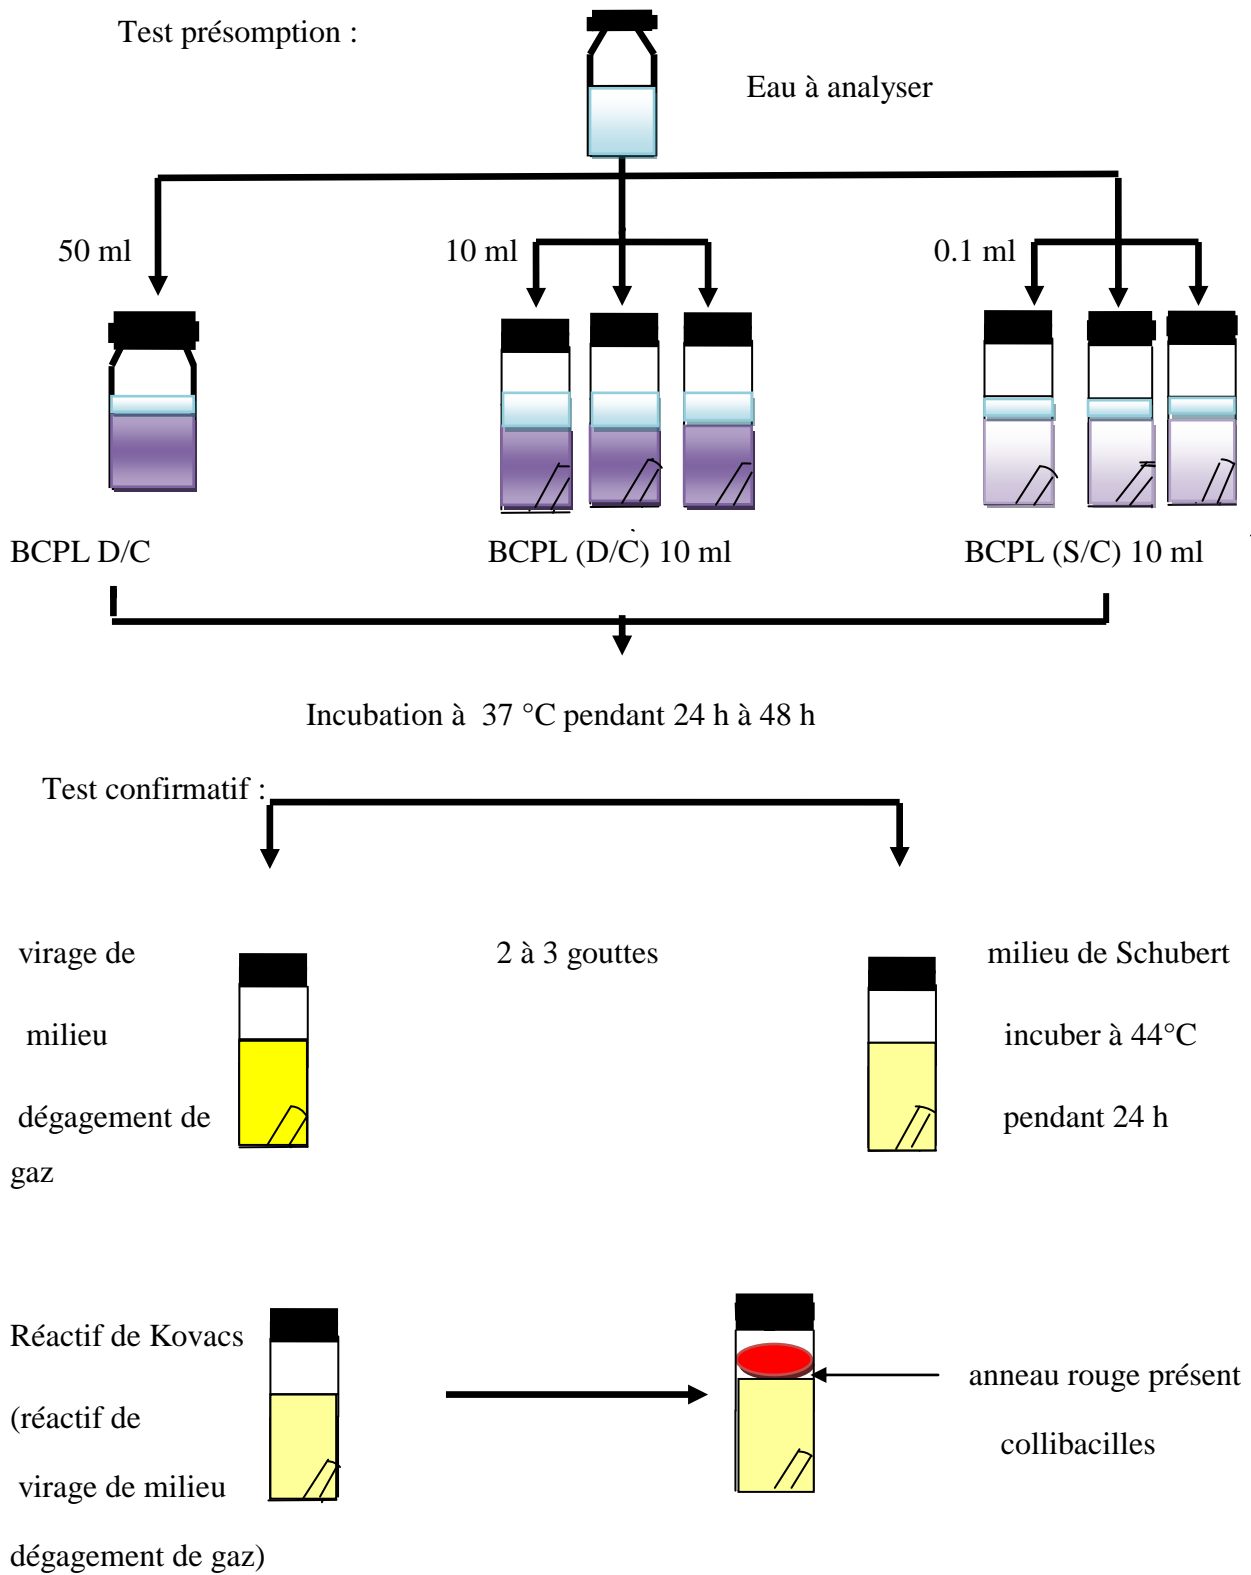 Test présomption :
Eau à analyser
50 ml
10 ml
0.1 ml
BCPL D/C
BCPL (D/C) 10 ml
BCPL (S/C) 10 ml
Incubation à 37 °C pendant 24 h à 48 h
Test confirmatif :
virage de
milieu
dégagement de
gaz
2 à 3 gouttes
milieu de Schubert
incuber à 44°C
pendant 24 h
Réactif de Kovacs
(réactif de
virage de milieu
dégagement de gaz)
anneau rouge présent
collibacilles